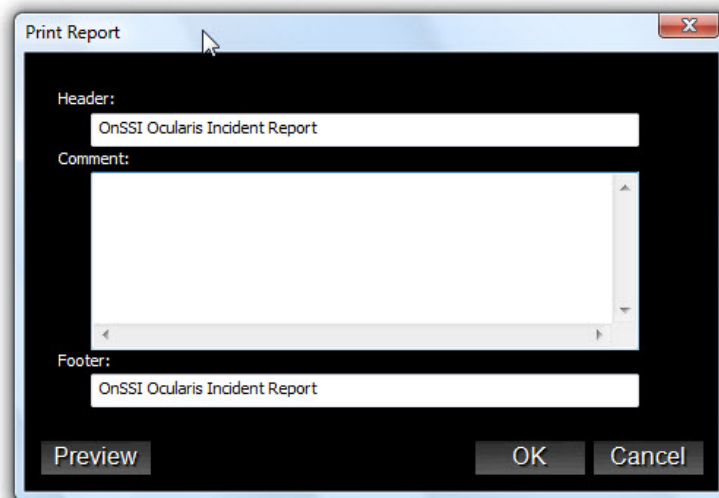 Print Report
Header:
OnSSI Ocularis Incident Report
Comment:
Footer:
OnSSI Ocularis Incident Report
Preview OK Cancel